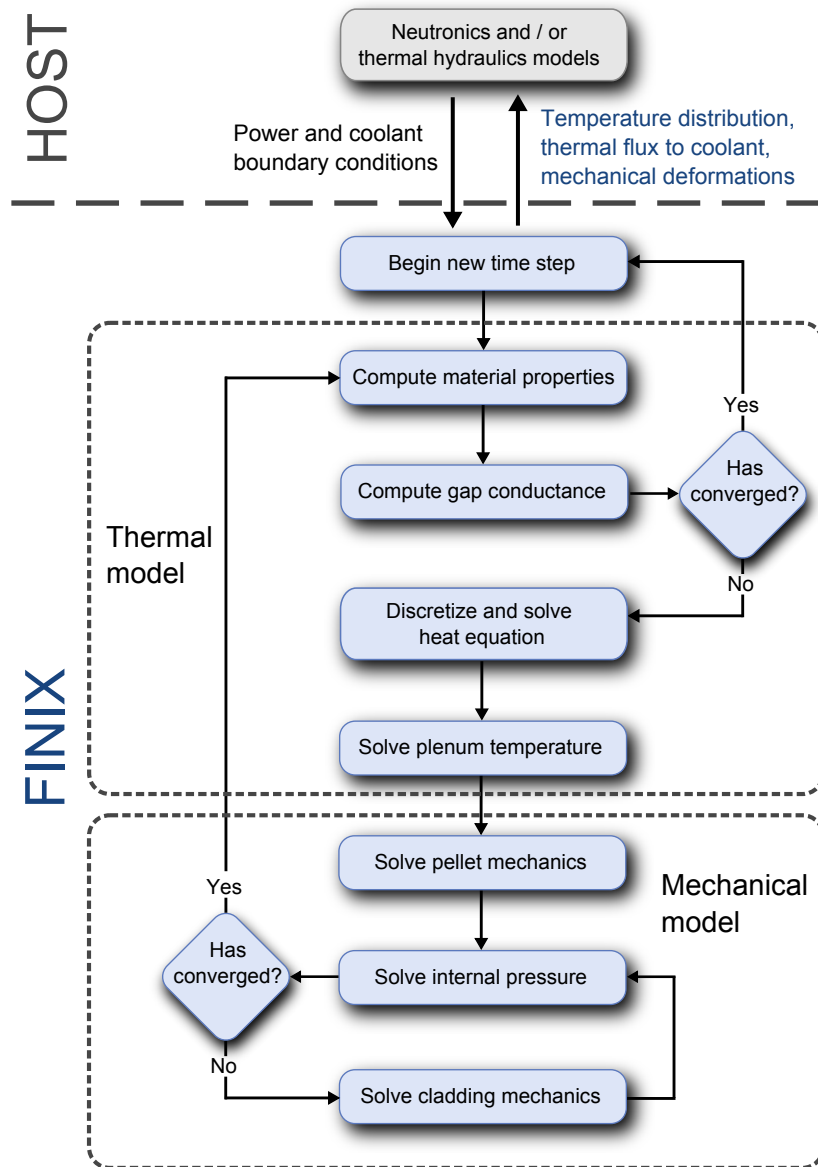 HOST
Neutronics and / or
thermal hydraulics models
Power and coolant
boundary conditions
Temperature distribution,
thermal flux to coolant,
mechanical deformations
FINIX
Begin new time step
Thermal
model
Compute material properties
Compute gap conductance
Has
converged?
Yes
No
Discretize and solve
heat equation
Solve plenum temperature
Mechanical
model
Solve pellet mechanics
Solve internal pressure
Has
converged?
Yes
No
Solve cladding mechanics